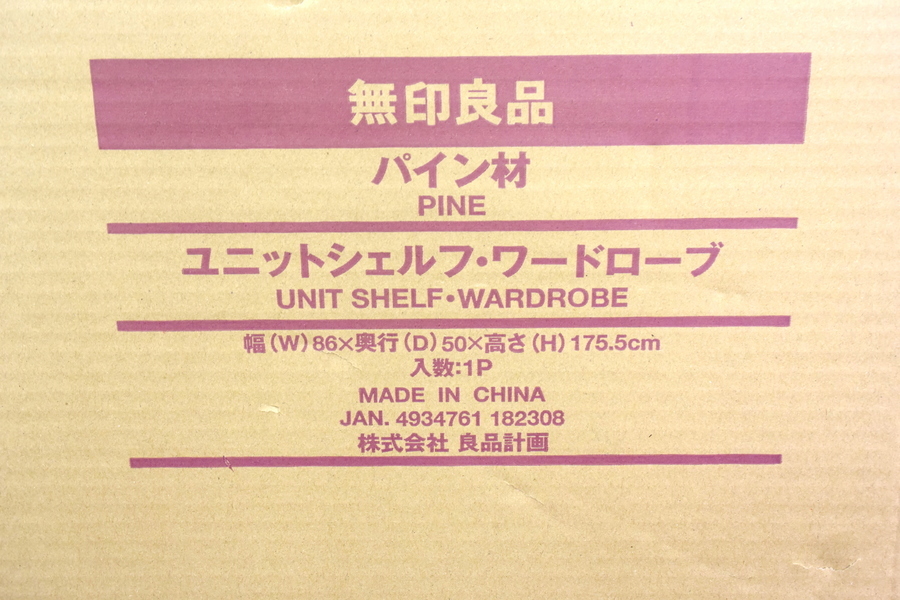 無印良品
パイン材
PINE
ユニットシェルフ・ワードローブ
UNIT SHELF・WARDROBE
幅(W)86×奥行(D)50×高さ(H)175.5cm
入数:1P
MADE IN CHINA
JAN. 4934761 182308
株式会社 良品計画